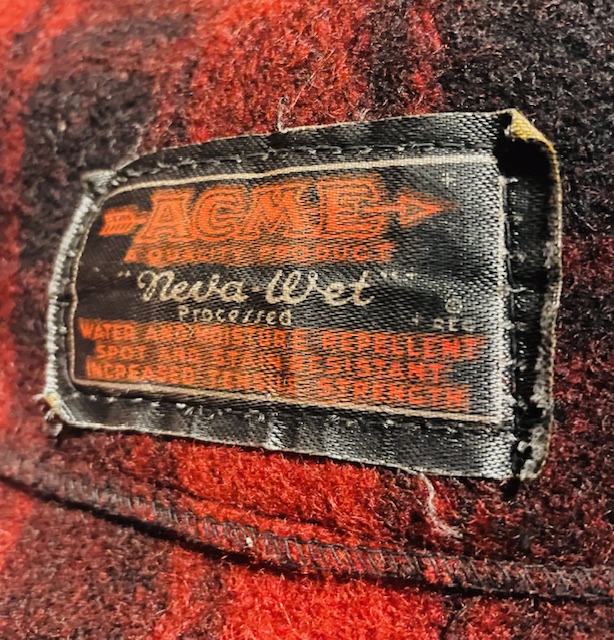 ACME
A QUALITY PRODUCT
"Neva-Wet"
Processed
WATER AND MOISTURE REPELLENT
SPOT AND STAIN RESISTANT
INCREASED TENSILE STRENGTH